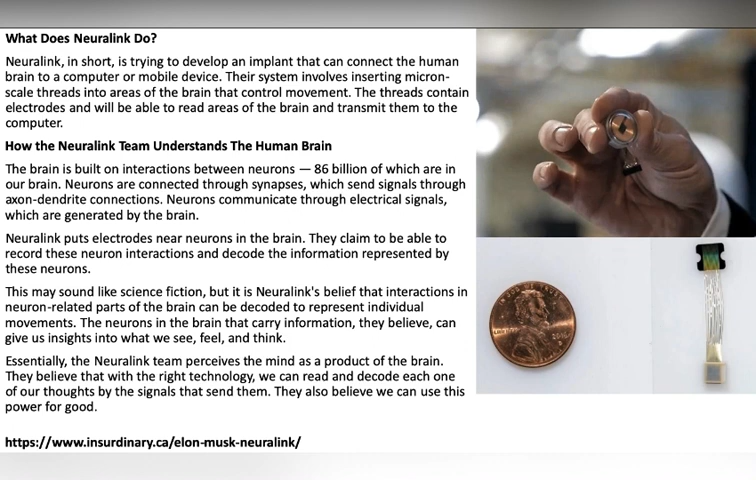 What Does Neuralink Do?
Neuralink, in short, is trying to develop an implant that can connect the human
brain to a computer or mobile device. Their system involves inserting micron-
scale threads into areas of the brain that control movement. The threads contain
electrodes and will be able to read areas of the brain and transmit them to the
computer.
How the Neuralink Team Understands The Human Brain
The brain is built on interactions between neurons — 86 billion of which are in
our brain. Neurons are connected through synapses, which send signals through
axon-dendrite connections. Neurons communicate through electrical signals,
which are generated by the brain.
Neuralink puts electrodes near neurons in the brain. They claim to be able to
record these neuron interactions and decode the information represented by
these neurons.
This may sound like science fiction, but it is Neuralink's belief that interactions in
neuron-related parts of the brain can be decoded to represent individual
movements. The neurons in the brain that carry information, they believe, can
give us insights into what we see, feel, and think.
Essentially, the Neuralink team perceives the mind as a product of the brain.
They believe that with the right technology, we can read and decode each one
of our thoughts by the signals that send them. They also believe we can use this
power for good.
https://www.insurdinary.ca/elon-musk-neuralink/